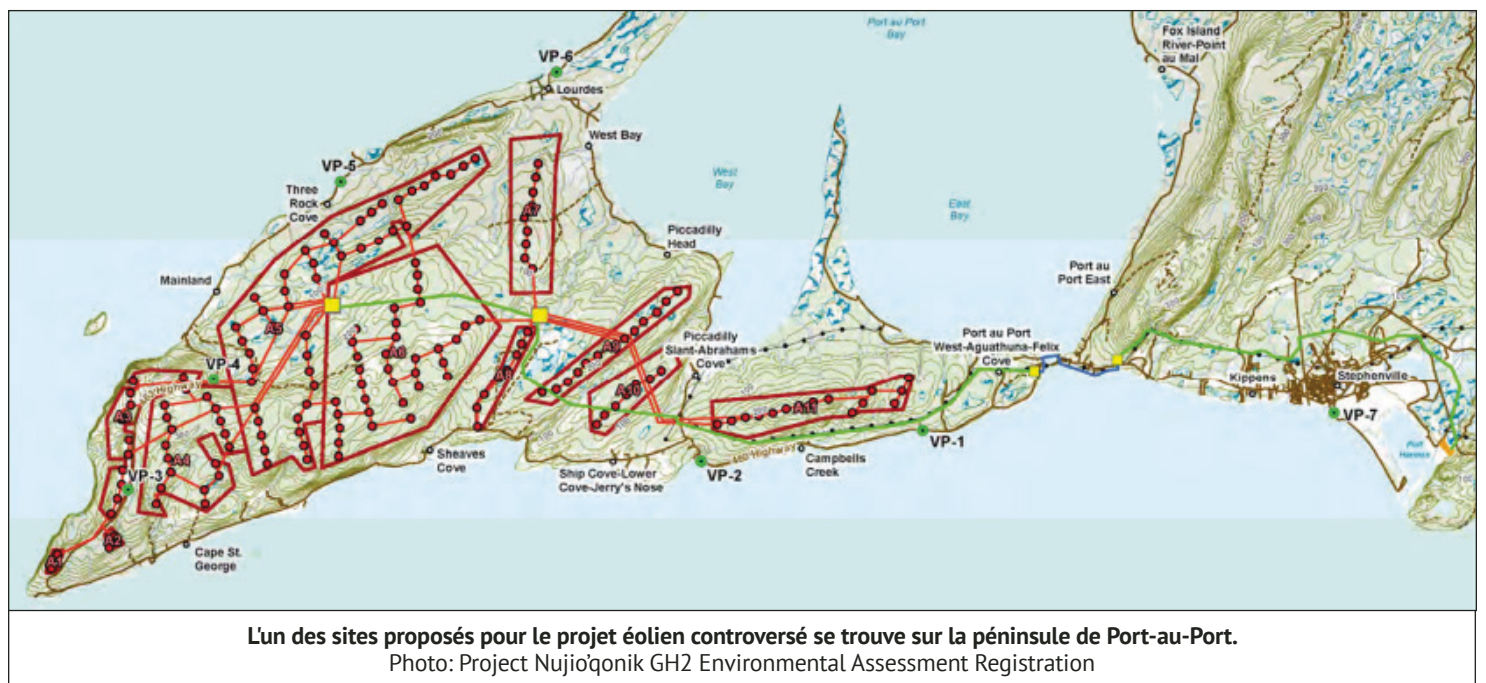 Port au Port
Bay
Fox Island
River-Point
au Mal
VP-6
Lourdes
West Bay
VP-5
Three
Rock
Cove
West
Bay
East
Bay
A7
Piccadilly
Head
Mainland
Port au
Port East
A5
A6
A9
Piccadilly
Slant-Abrahams
Cove
Port au Port
West-Aguathuna-Felix
Cove
VP-4
A8
A10
Kippens
Stephenville
A3
A11
VP-7
VP-1
Port
Harmon
VP-3
A4
Sheaves
Cove
Ship Cove-Lower
Cove-Jerry's Nose
VP-2
Highway
Campbells
Creek
A2
A1
Cape St.
George
L'un des sites proposés pour le projet éolien controversé se trouve sur la péninsule de Port-au-Port.
Photo: Project Nujio'qonik GH2 Environmental Assessment Registration